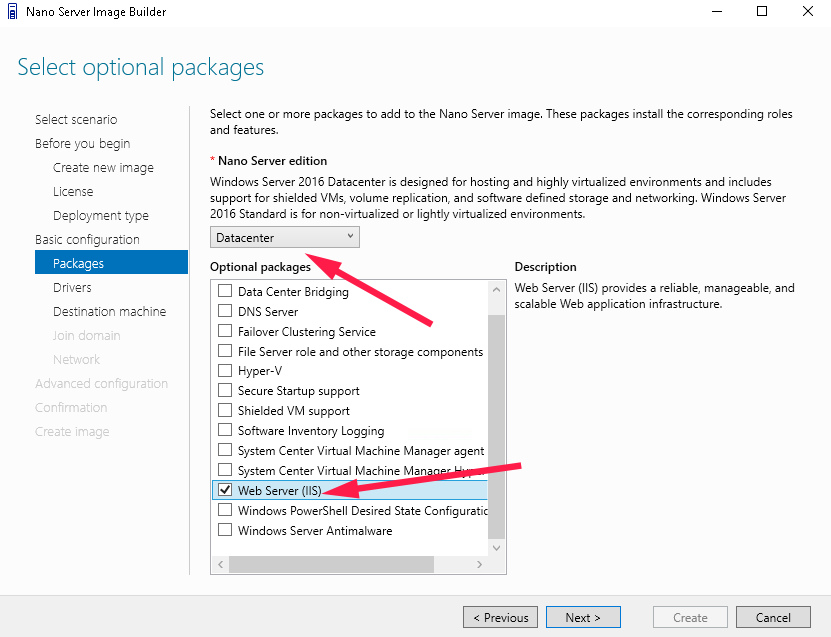 Nano Server Image Builder
Select optional packages
Select scenario
Before you begin
Create new image
License
Deployment type
Basic configuration
Packages
Drivers
Destination machine
Join domain
Network
Advanced configuration
Confirmation
Create image
Select one or more packages to add to the Nano Server image. These packages install the corresponding roles
and features.
* Nano Server edition
Windows Server 2016 Datacenter is designed for hosting and highly virtualized environments and includes
support for shielded VMs, volume replication, and software defined storage and networking. Windows Server
2016 Standard is for non-virtualized or lightly virtualized environments.
Datacenter
Optional packages
Data Center Bridging
DNS Server
Failover Clustering Service
File Server role and other storage components
Hyper-V
Secure Startup support
Shielded VM support
Software Inventory Logging
System Center Virtual Machine Manager agent
System Center Virtual Machine Manager
Web Server (IIS)
Windows PowerShell Desired State
Windows Server Antimalware
Description
Web Server (IIS) provides a reliable, manageable, and
scalable Web application infrastructure.
< Previous
Next >
Create
Cancel